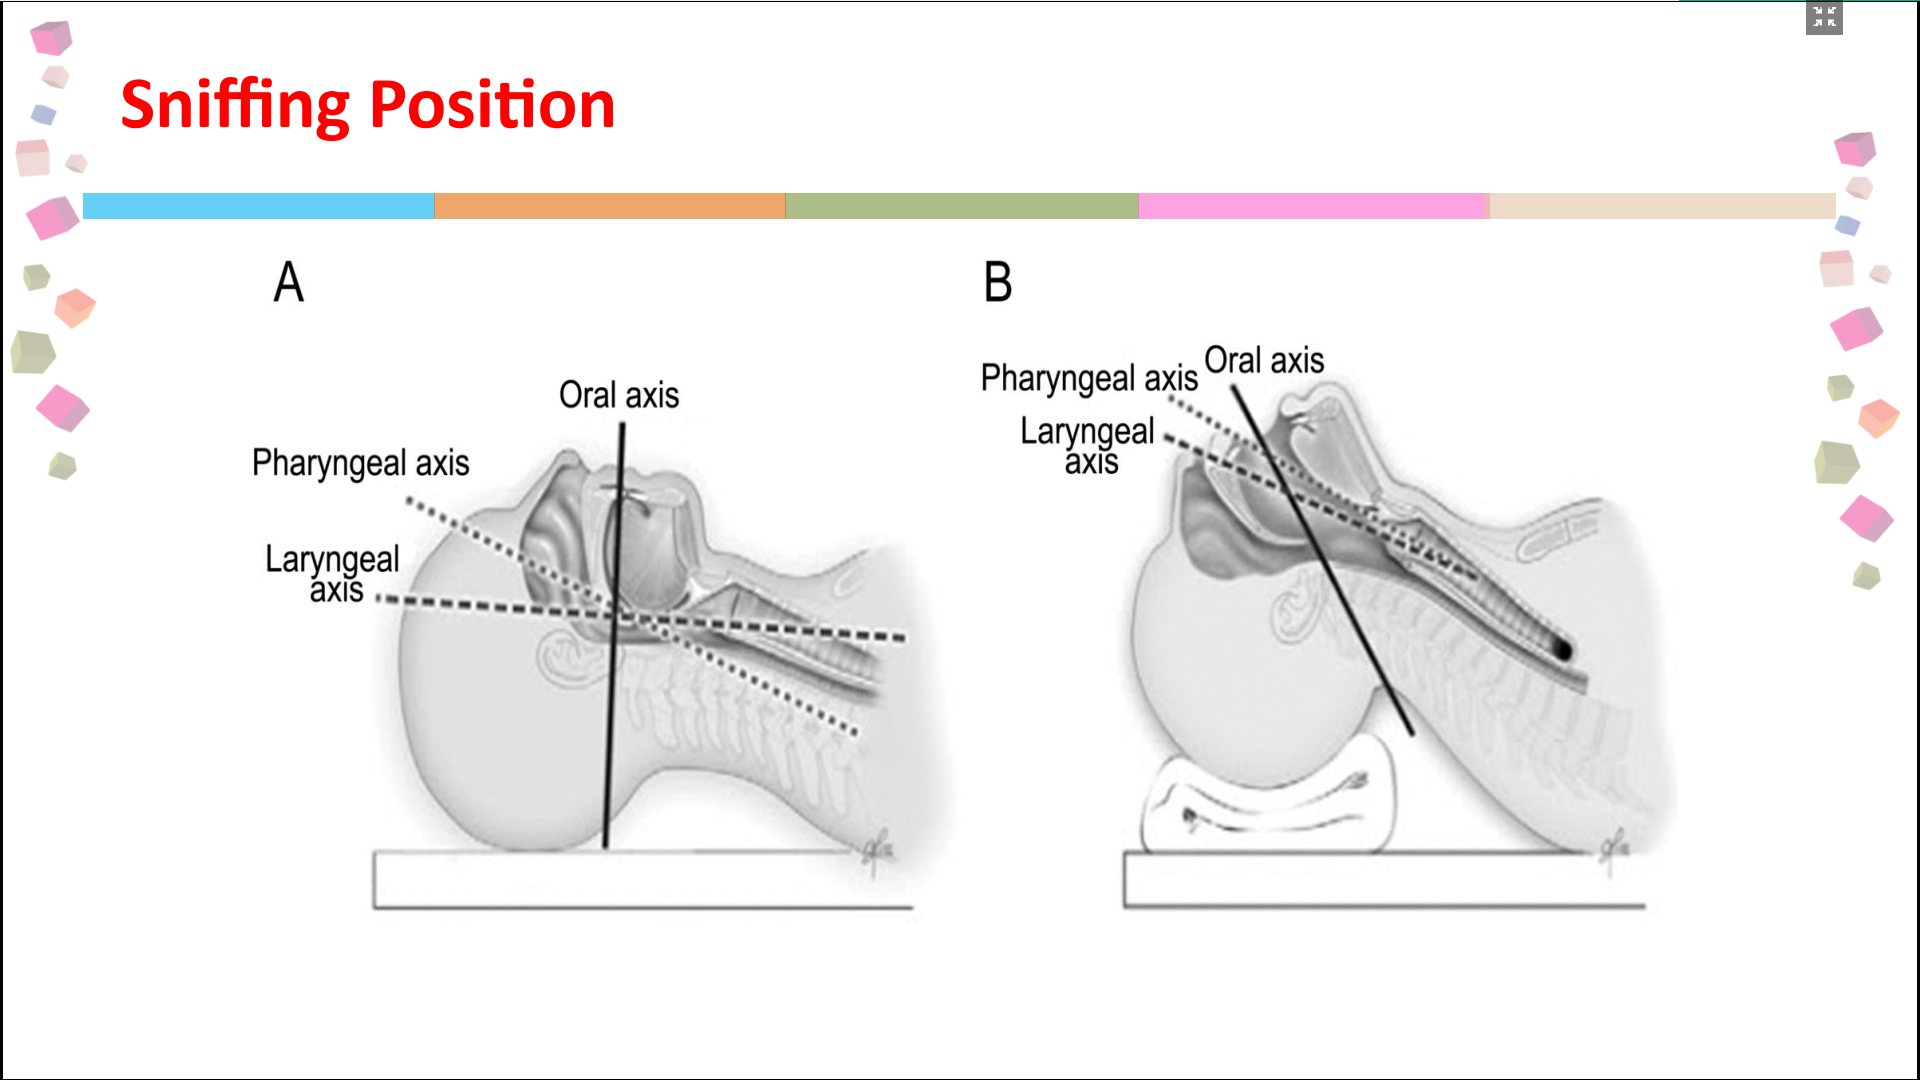 Sniffing Position
A
Oral axis
Pharyngeal axis
Laryngeal
axis
B
Pharyngeal axis
Oral axis
Laryngeal
axis